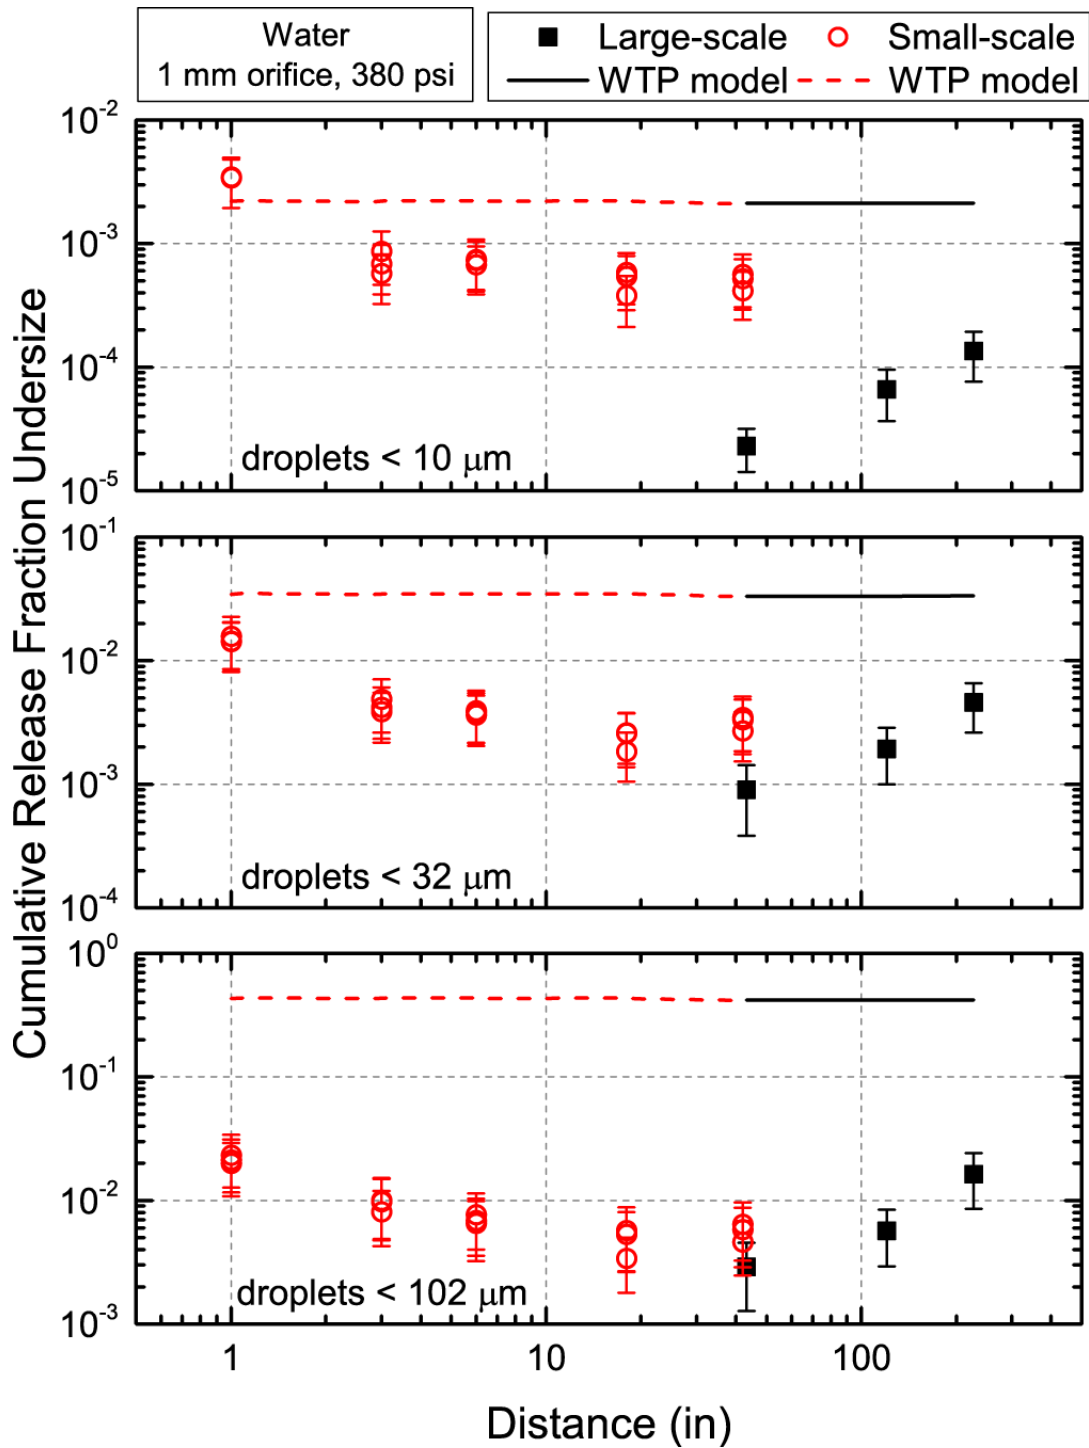 Water
1 mm orifice, 380 psi
Large-scale
Small-scale
WTP model
WTP model
Cumulative Release Fraction Undersize
10⁻²
10⁻³
10⁻⁴
10⁻⁵
droplets < 10 μm
10⁻¹
10⁻²
10⁻³
10⁻⁴
droplets < 32 μm
10⁰
10⁻¹
10⁻²
10⁻³
droplets < 102 μm
1
10
100
Distance (in)